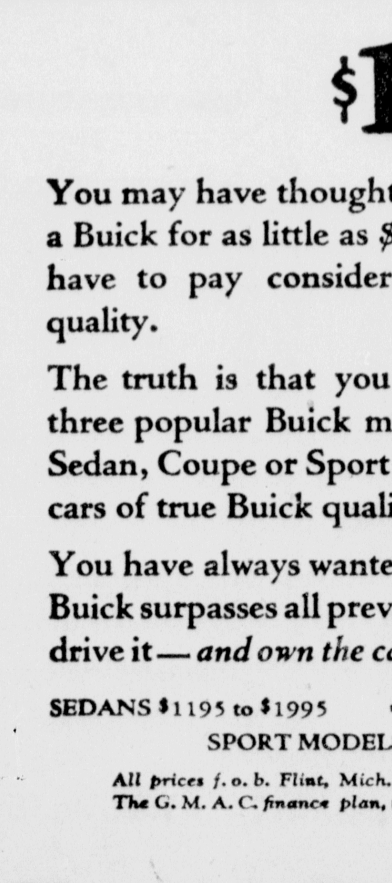 $1
You may have thought
a Buick for as little as $
have to pay consider
quality.
The truth is that you
three popular Buick m
Sedan, Coupe or Sport
cars of true Buick quali
You have always wante
Buick surpasses all prev
drive it—and own the c
SEDANS $1195 to $1995
SPORT MODEL
All prices f. o. b. Flint, Mich.
The G. M. A. C. finance plan,